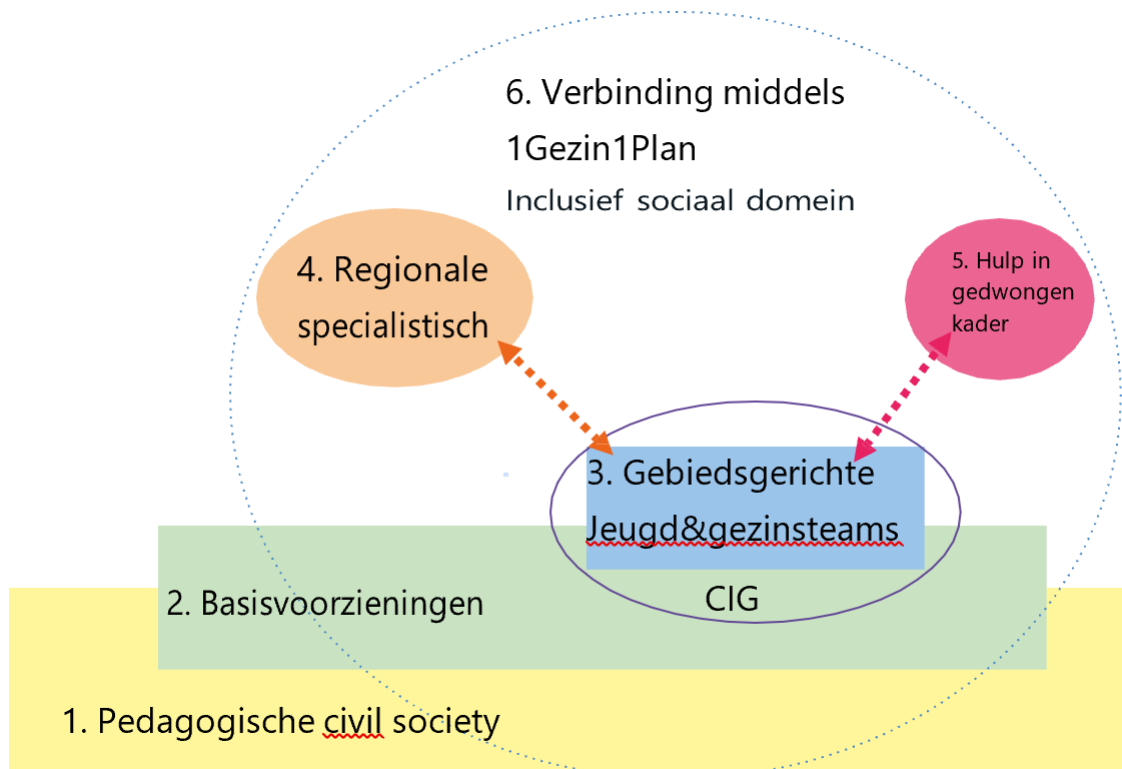 6. Verbinding middels
1Gezin1Plan
Inclusief sociaal domein
4. Regionale
specialistisch
5. Hulp in
gedwongen
kader
3. Gebiedsgerichte
Jeugd&gezinsteams
CIG
2. Basisvoorzieningen
1. Pedagogische civil society